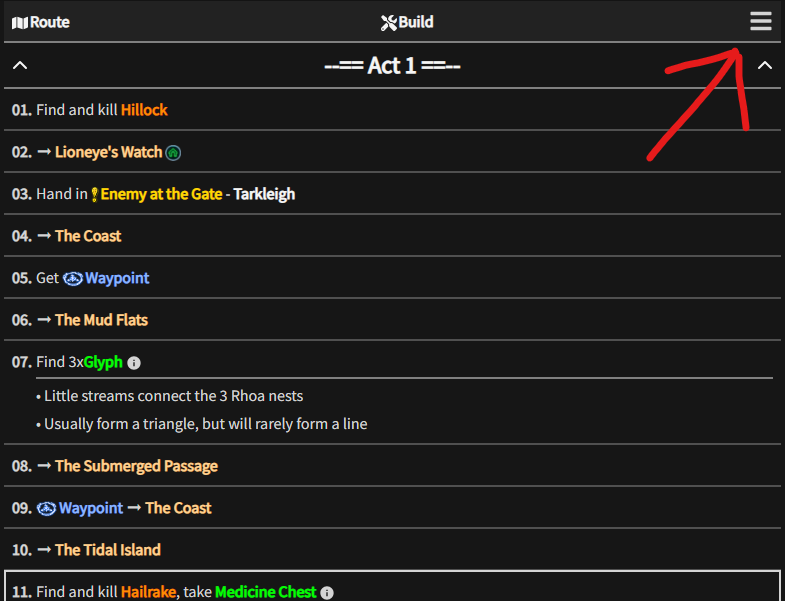 Route
Build
--== Act 1 ==--
01. Find and kill Hillock
02. → Lioneye's Watch
03. Hand in Enemy at the Gate - Tarkleigh
04. → The Coast
05. Get Waypoint
06. → The Mud Flats
07. Find 3xGlyph
• Little streams connect the 3 Rhoa nests
• Usually form a triangle, but will rarely form a line
08. → The Submerged Passage
09. Waypoint → The Coast
10. → The Tidal Island
11. Find and kill Hailrake, take Medicine Chest